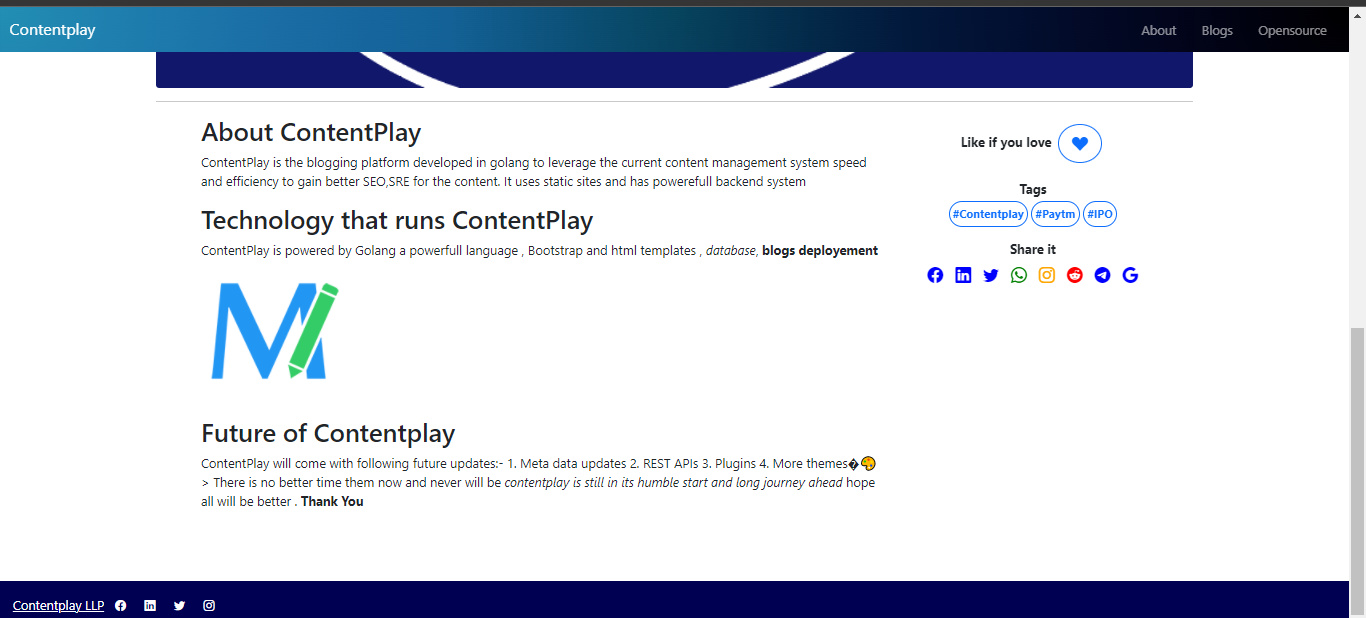 Contentplay
About Blogs Opensource
About ContentPlay
ContentPlay is the blogging platform developed in golang to leverage the current content management system speed
and efficiency to gain better SEO,SRE for the content. It uses static sites and has powerefull backend system
Technology that runs ContentPlay
ContentPlay is powered by Golang a powerfull language , Bootstrap and html templates , database, blogs deployement
Future of Contentplay
ContentPlay will come with following future updates:- 1. Meta data updates 2. REST APIs 3. Plugins 4. More themes�🎨
> There is no better time them now and never will be contentplay is still in its humble start and long journey ahead hope
all will be better . Thank You
Like if you love
Tags
#Contentplay #Paytm #IPO
Share it
Contentplay LLP